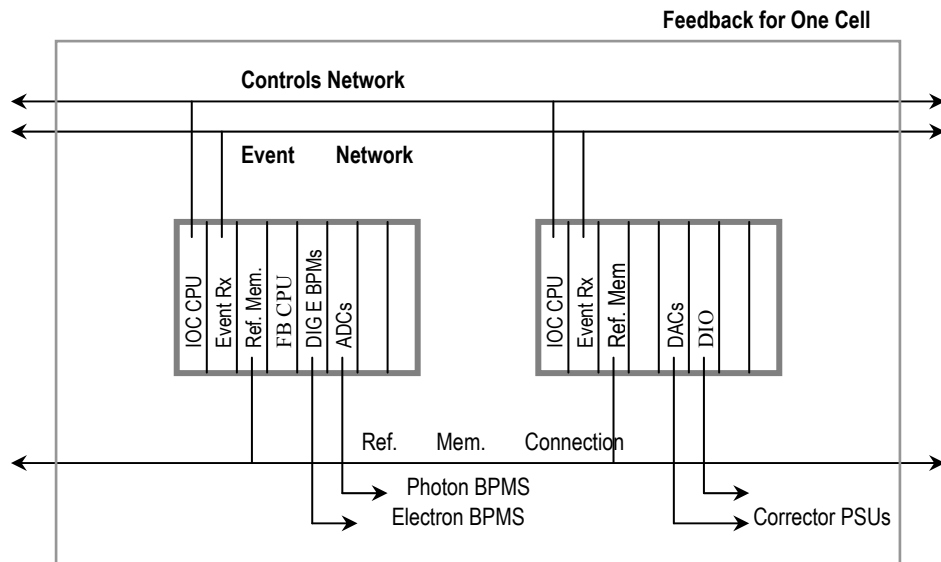 Feedback for One Cell
Controls Network
Event Network
IOC CPU
Event Rx
Ref. Mem.
FB CPU
DIG E BPMs
ADCs
IOC CPU
Event Rx
Ref. Mem
DACs
DIO
Ref. Mem. Connection
Photon BPMS
Electron BPMS
Corrector PSUs